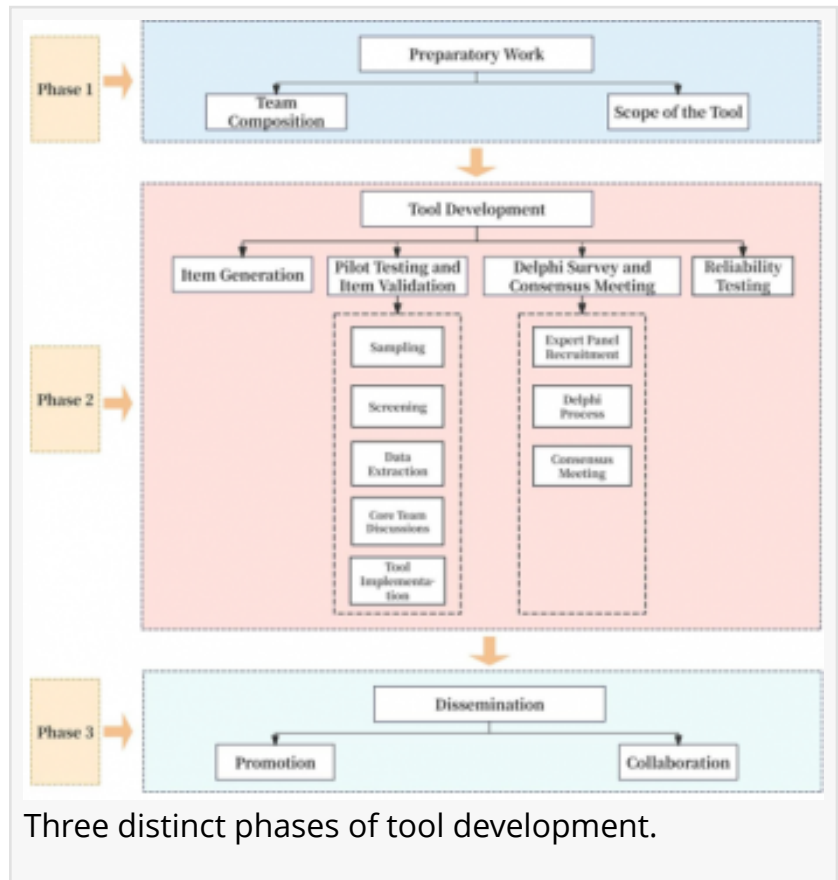 Phase 1
Preparatory Work
Team
Composition
Scope of the Tool
Phase 2
Tool Development
Item Generation
Pilot Testing and
Item Validation
Delphi Survey and
Consensus Meeting
Reliability
Testing
Sampling
Screening
Data
Extraction
Core Team
Discussions
Tool
Implementa-
tion
Expert Panel
Recruitment
Delphi
Process
Consensus
Meeting
Phase 3
Dissemination
Promotion
Collaboration
Three distinct phases of tool development.